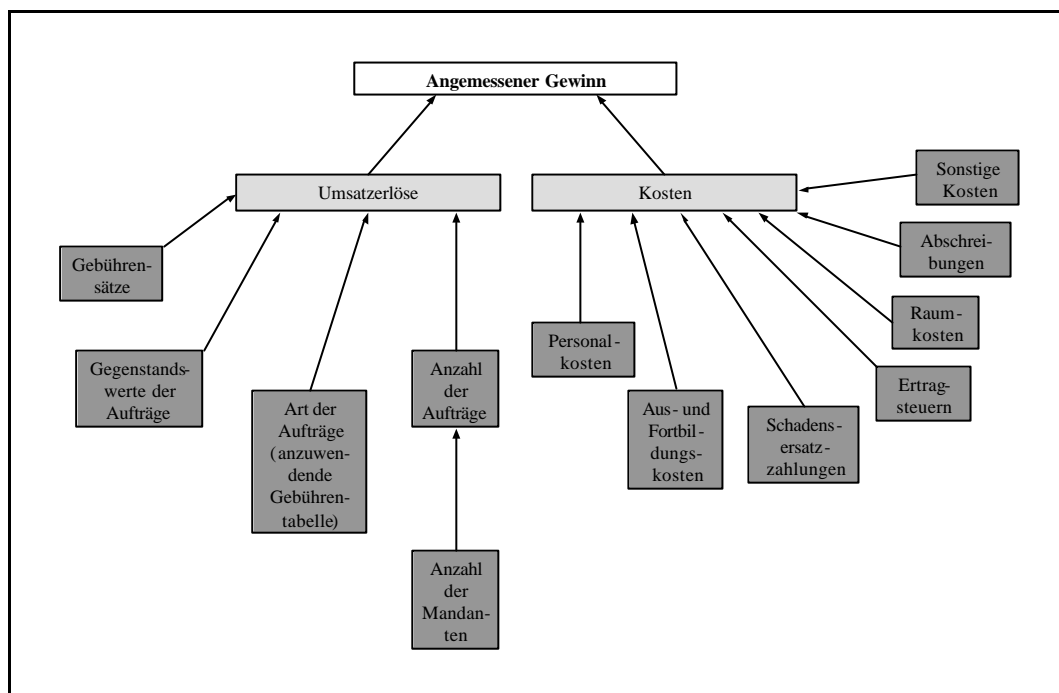 Angemessener Gewinn
Umsatzerlöse
Kosten
Sonstige
Kosten
Abschrei-
bungen
Gebühren-
sätze
Raum-
kosten
Personal-
kosten
Gegenstands-
werte der
Aufträge
Anzahl
der
Aufträge
Ertrag-
steuern
Art der
Aufträge
(anzuwen-
dende
Gebühren-
tabelle)
Aus- und
Fortbil-
dungs-
kosten
Schadens-
ersatz-
zahlungen
Anzahl
der
Mandan-
ten